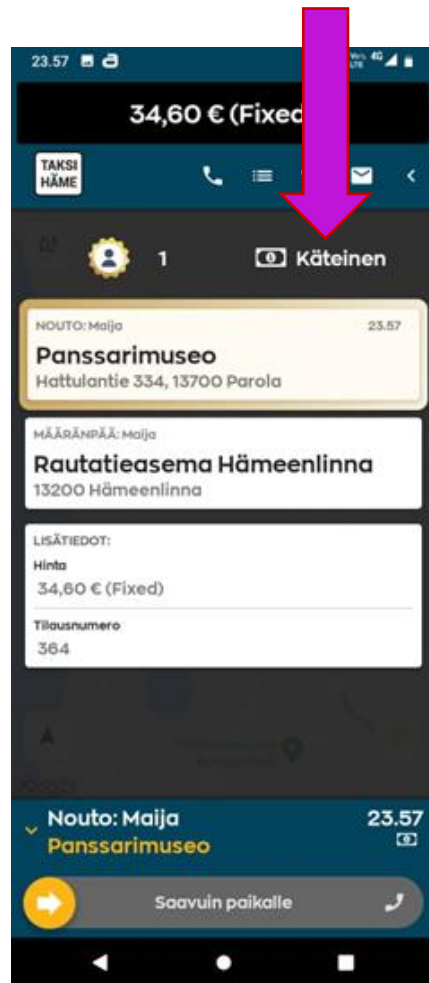 23.57
4G
LTE
34,60 € (Fixed
TAKSI
HÄME
1
Käteinen
NOUTO: Maija
23.57
Panssarimuseo
Hattulantie 334, 13700 Parola
MÄÄRÄNPÄÄ: Maija
Rautatieasema Hämeenlinna
13200 Hämeenlinna
LISÄTIEDOT:
Hinta
34,60 € (Fixed)
Tilausnumero
364
Nouto: Maija
23.57
Panssarimuseo
Saavuin paikalle